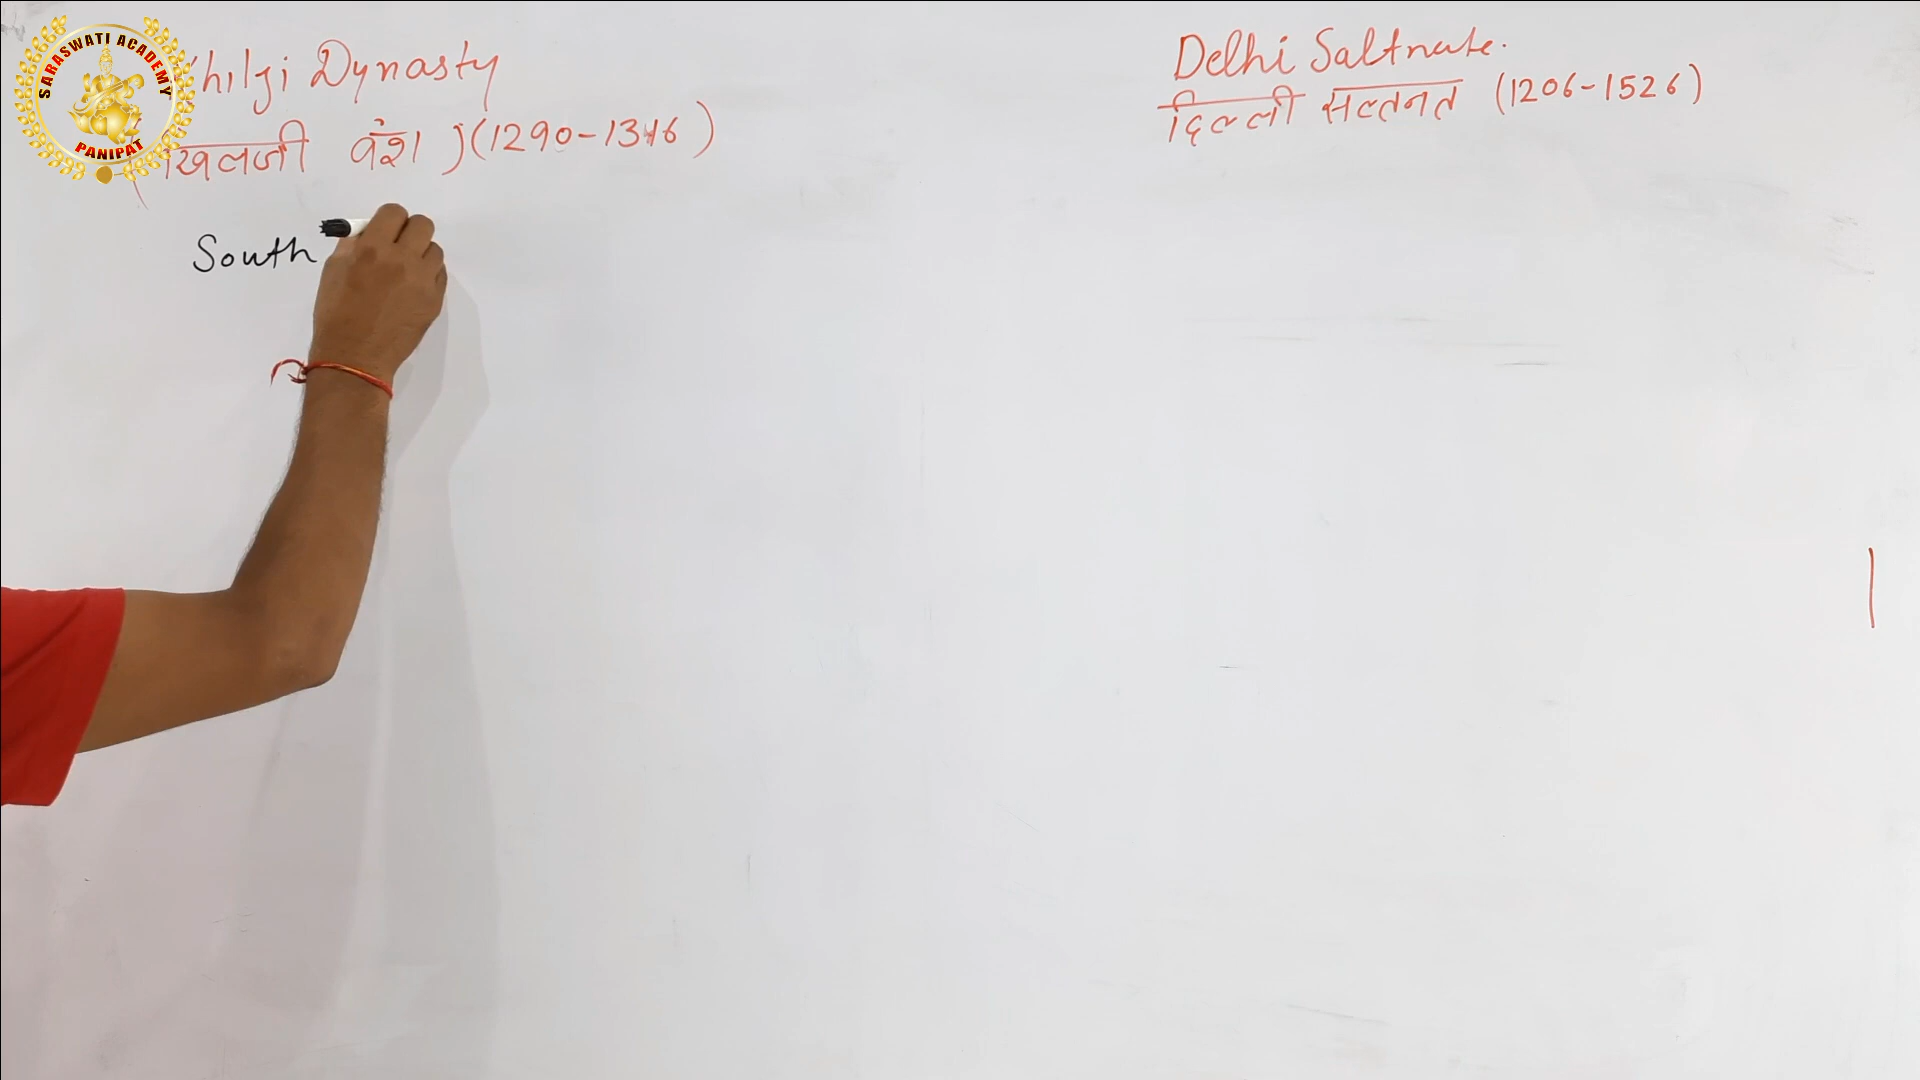 SARASWATI ACADEMY
PANIPAT
Khilji Dynasty
(खिलजी वंश) (1290-1316)
South
Delhi Saltnate.
दिल्ली सल्तनत (1206-1526)